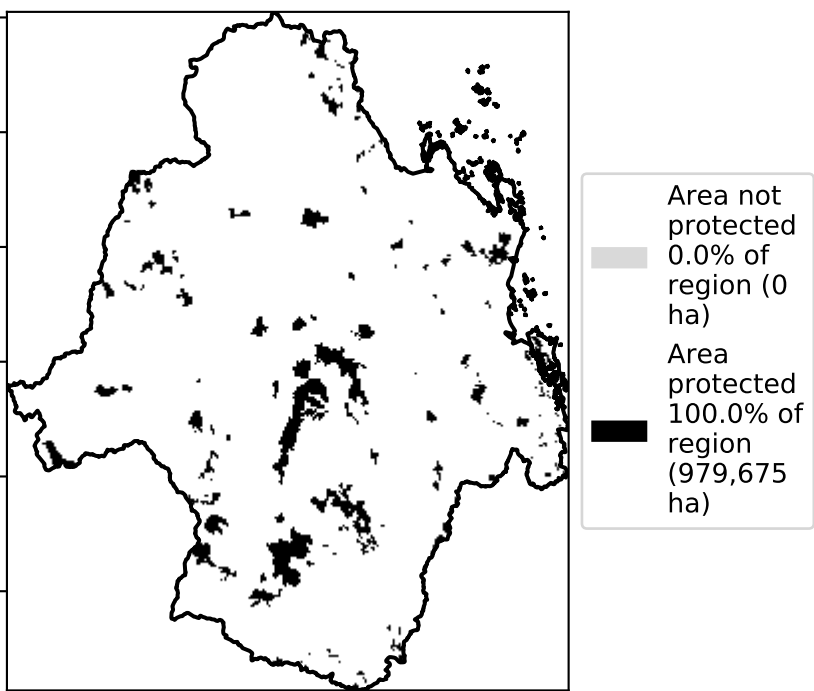 Area not
protected
0.0% of
region (0
ha)
Area
protected
100.0% of
region
(979,675
ha)